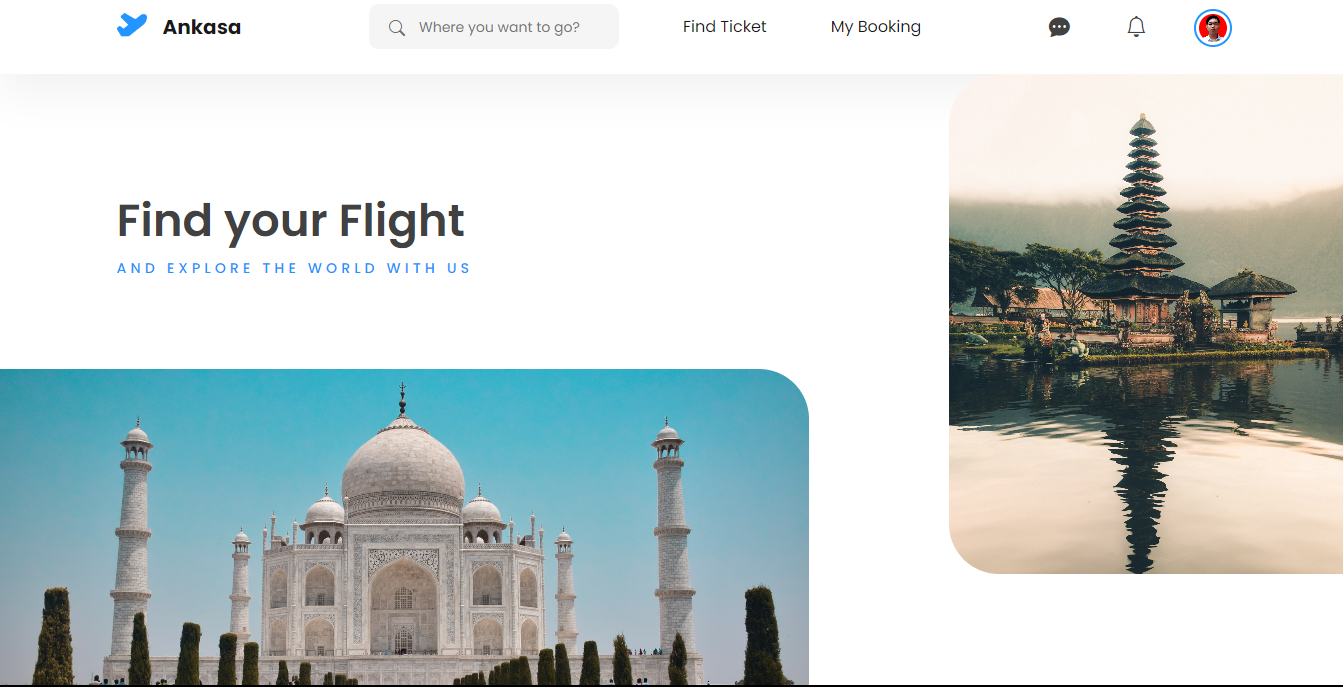 Ankasa
Where you want to go?
Find Ticket
My Booking
Find your Flight
AND EXPLORE THE WORLD WITH US